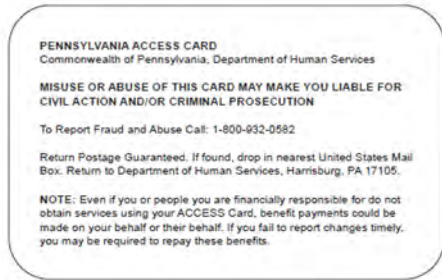 PENNSYLVANIA ACCESS CARD
Commonwealth of Pennsylvania, Department of Human Services
MISUSE OR ABUSE OF THIS CARD MAY MAKE YOU LIABLE FOR
CIVIL ACTION AND/OR CRIMINAL PROSECUTION
To Report Fraud and Abuse Call: 1-800-932-0582
Return Postage Guaranteed. If found, drop in nearest United States Mail
Box. Return to Department of Human Services, Harrisburg, PA 17105.
NOTE: Even if you or people you are financially responsible for do not
obtain services using your ACCESS Card, benefit payments could be
made on your behalf or their behalf. If you fail to report changes timely,
you may be required to repay these benefits.